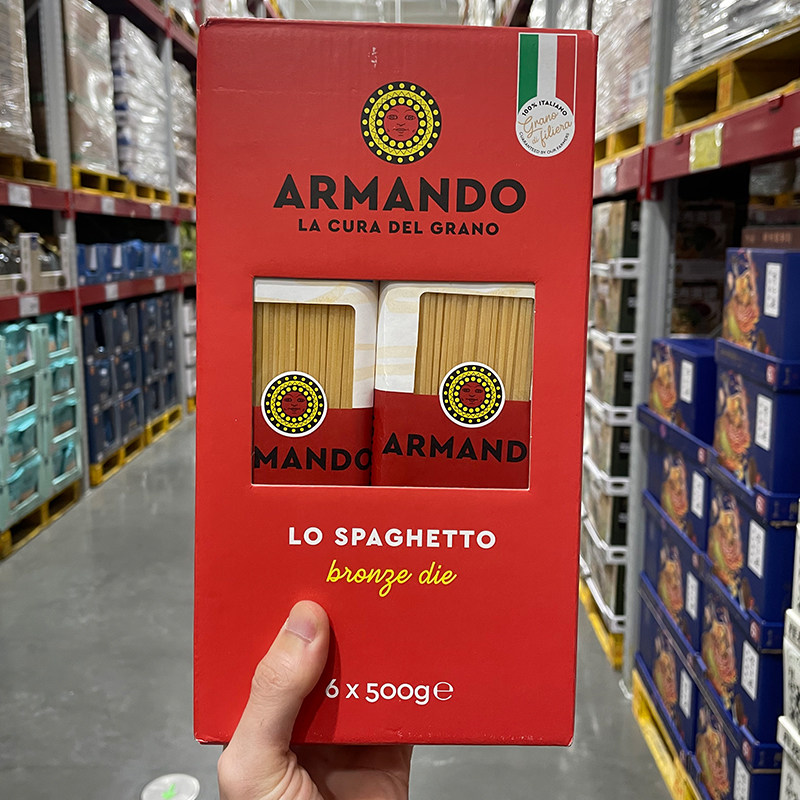 100% ITALIANO
Grano
di filiera
GUARANTEED BY OUR FARMERS
ARMANDO
LA CURA DEL GRANO
MANDO
ARMAND
LO SPAGHETTO
bronze die
6 x 500g e